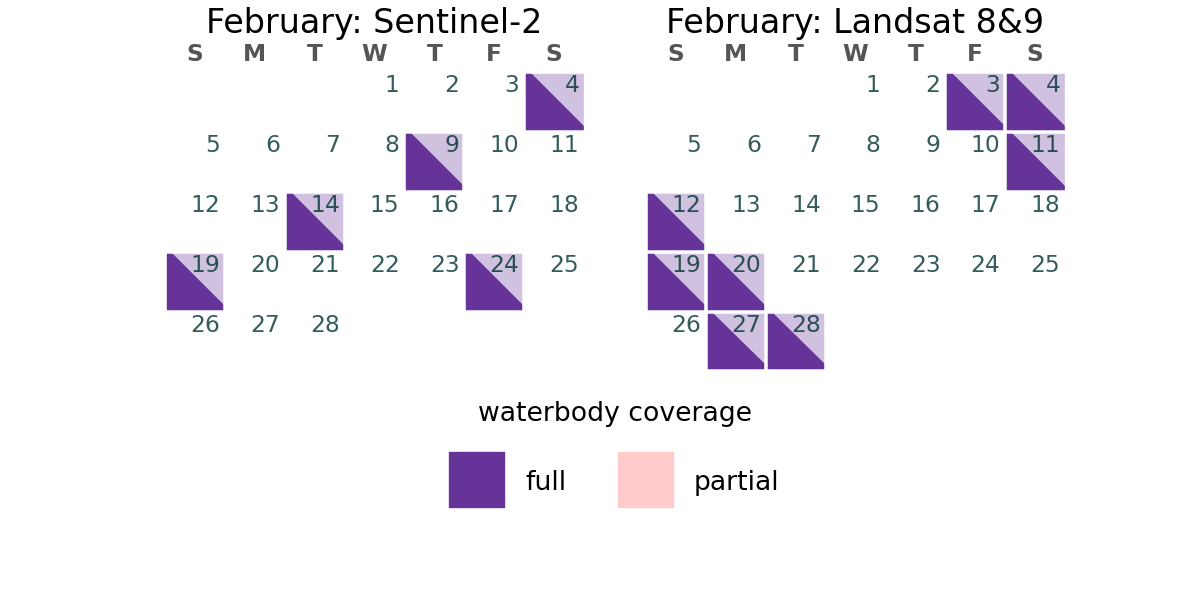 February: Sentinel-2
S M T W T F S
1 2 3 4
5 6 7 8 9 10 11
12 13 14 15 16 17 18
19 20 21 22 23 24 25
26 27 28
February: Landsat 8&9
S M T W T F S
1 2 3 4
5 6 7 8 9 10 11
12 13 14 15 16 17 18
19 20 21 22 23 24 25
26 27 28
waterbody coverage
full partial